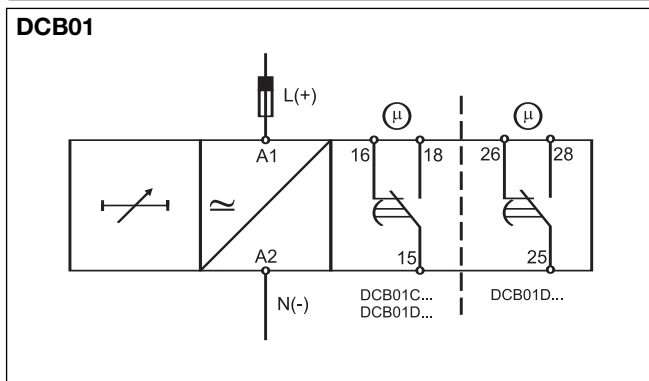 DCB01
L(+)
μ μ
A1 16 18 26 28
≃
A2 15 25
N(-)
DCB01C... DCB01D...
DCB01D...